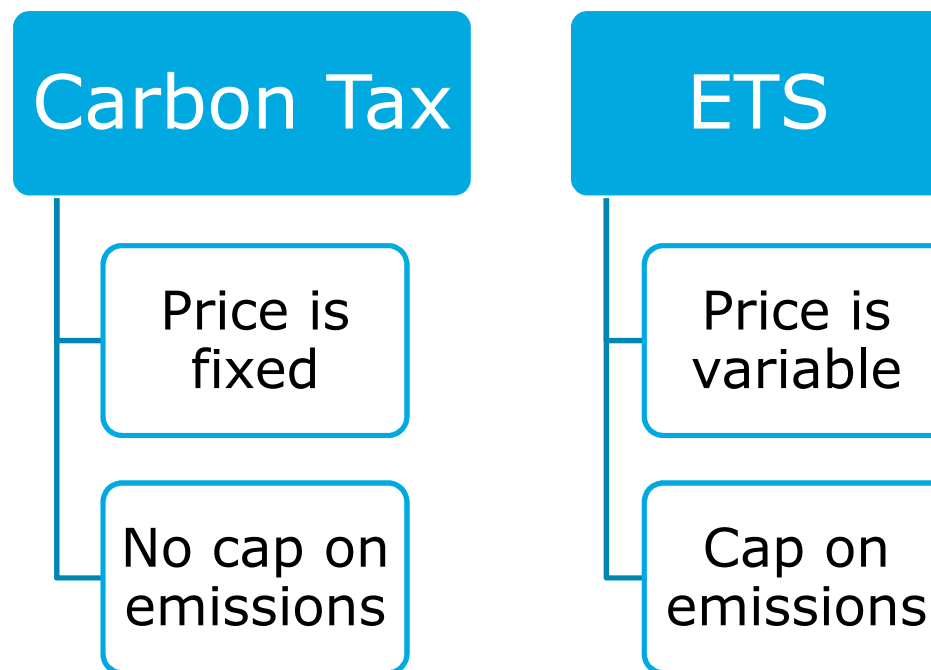 Carbon Tax
Price is
fixed
No cap on
emissions
ETS
Price is
variable
Cap on
emissions